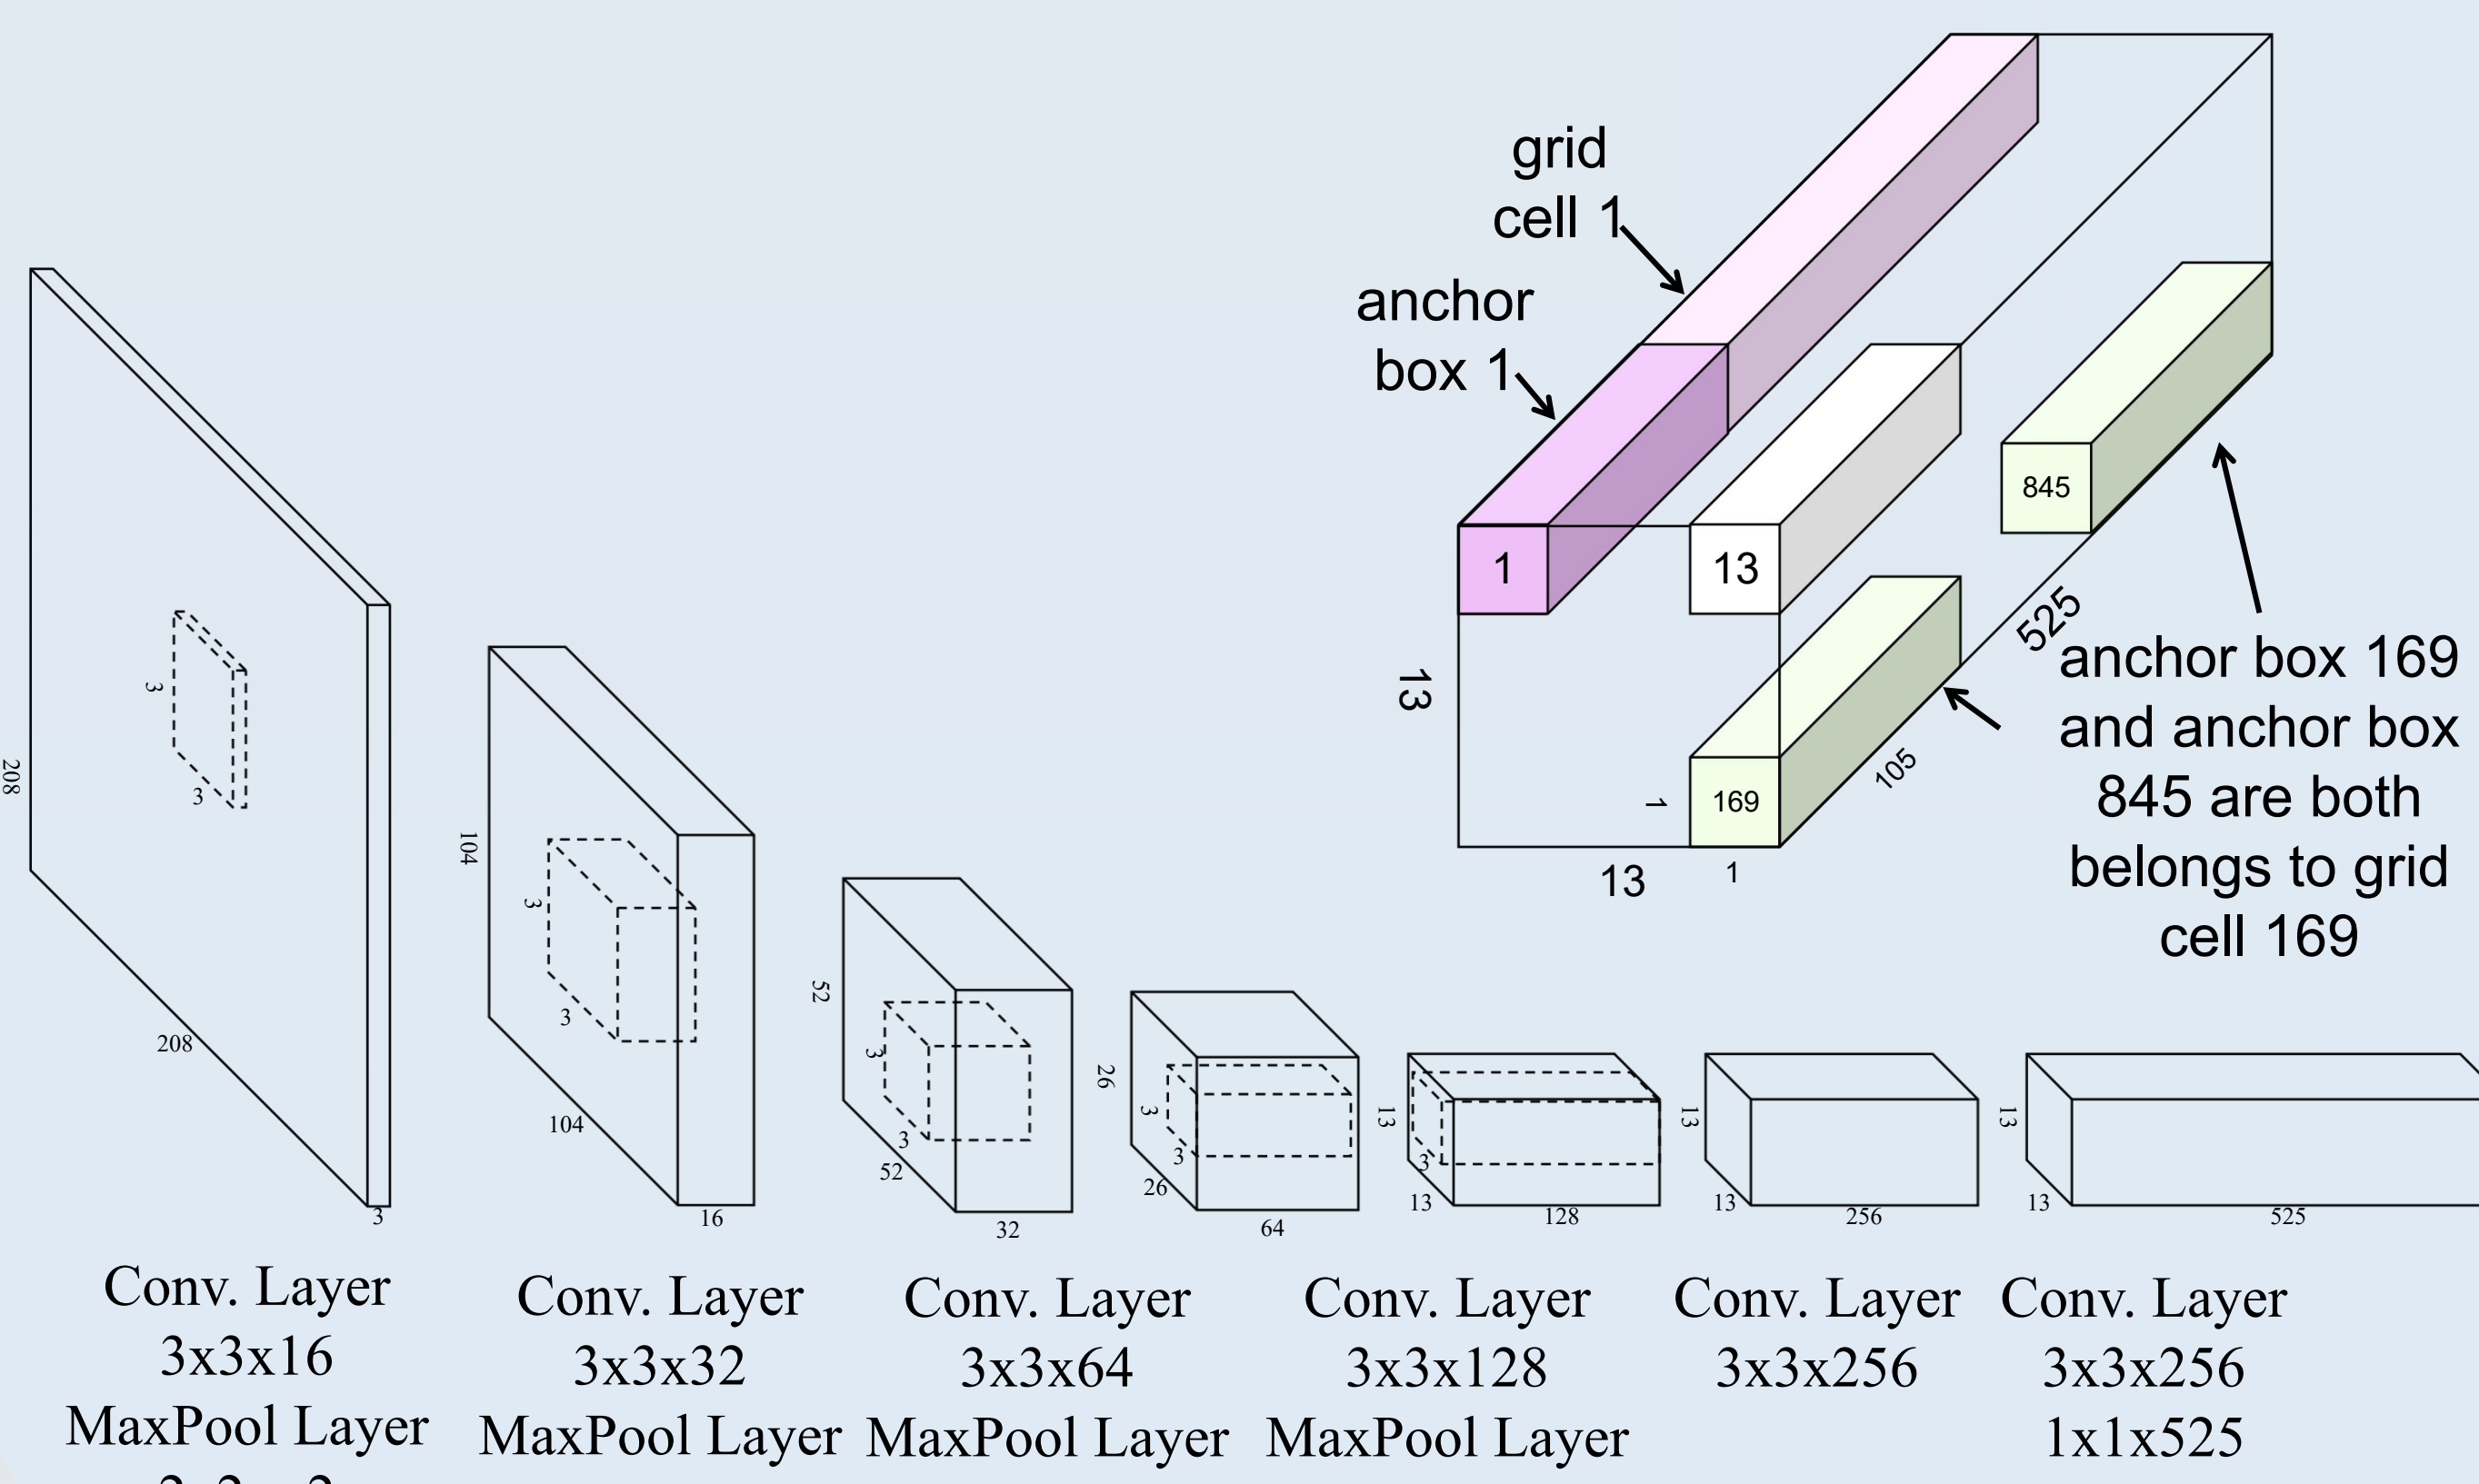 grid
cell 1
anchor
box 1
1
13
845
169
13
13
1
1
105
525
anchor box 169
and anchor box
845 are both
belongs to grid
cell 169
208
208
3
3
3
104
104
16
3
3
52
52
32
3
3
26
26
64
3
3
13
13
128
3
13
13
256
13
13
525
Conv. Layer
3x3x16
MaxPool Layer
Conv. Layer
3x3x32
MaxPool Layer
Conv. Layer
3x3x64
MaxPool Layer
Conv. Layer
3x3x128
MaxPool Layer
Conv. Layer
3x3x256
Conv. Layer
3x3x256
1x1x525